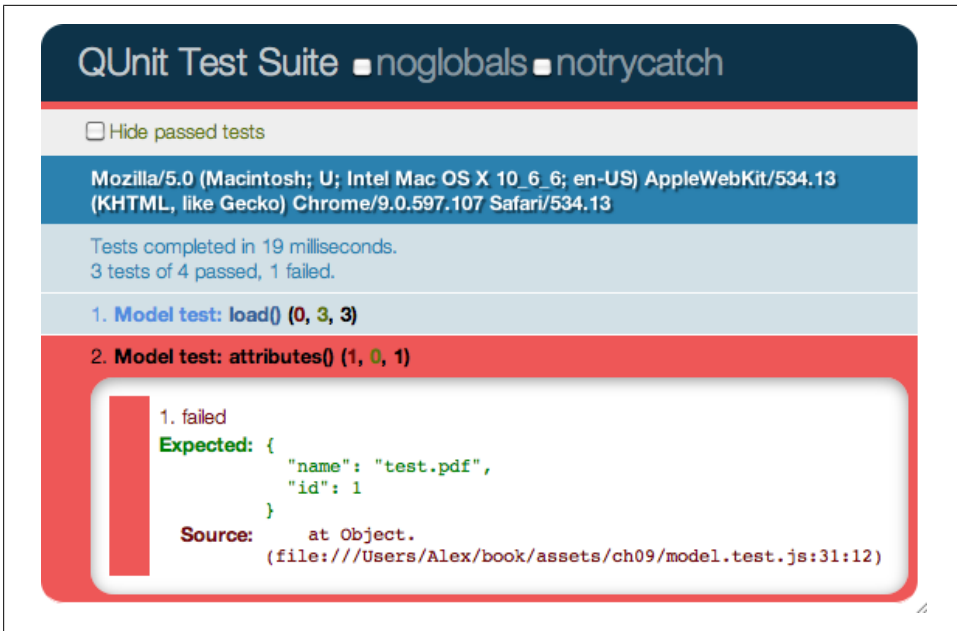 QUnit Test Suite noglobals notrycatch
Hide passed tests
Mozilla/5.0 (Macintosh; U; Intel Mac OS X 10_6_6; en-US) AppleWebKit/534.13
(KHTML, like Gecko) Chrome/9.0.597.107 Safari/534.13
Tests completed in 19 milliseconds.
3 tests of 4 passed, 1 failed.
1. Model test: load() (0, 3, 3)
2. Model test: attributes() (1, 0, 1)
1. failed
Expected: {
"name": "test.pdf",
"id": 1
}
Source: at Object.
(file:///Users/Alex/book/assets/ch09/model.test.js:31:12)